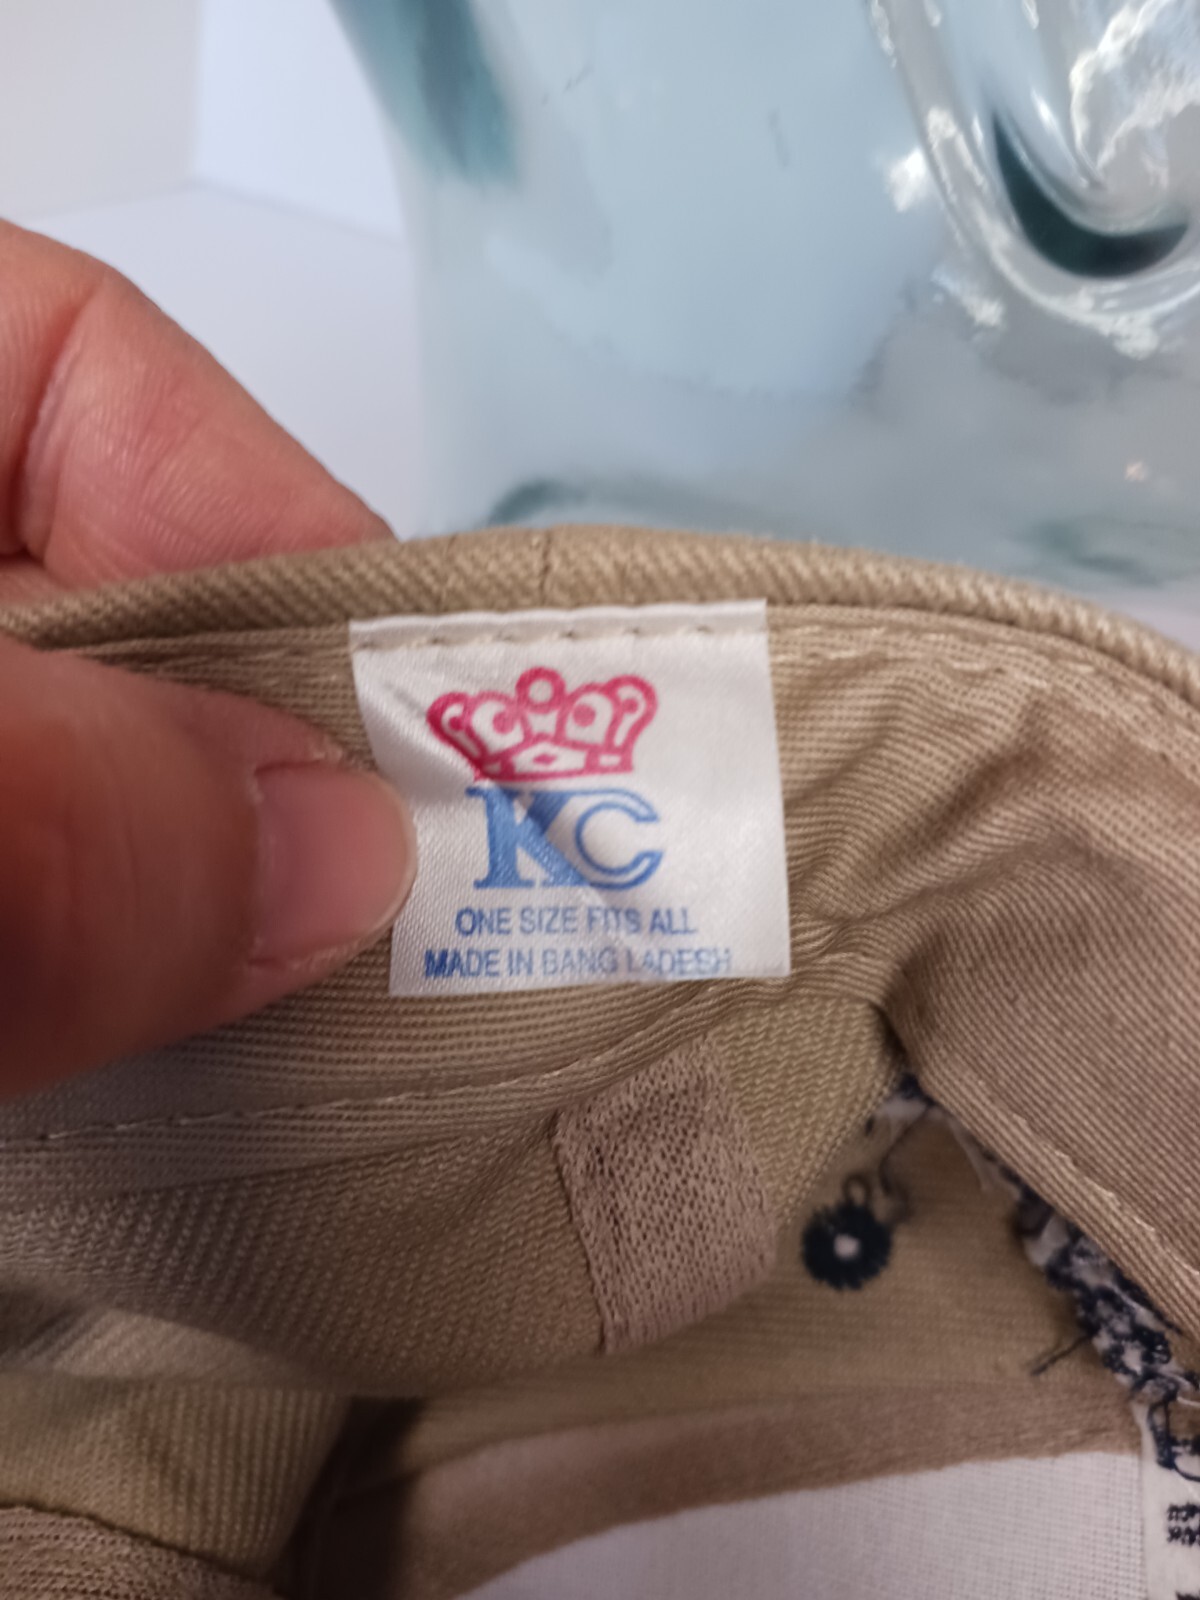 KC
ONE SIZE FITS ALL
MADE IN BANG LADESH